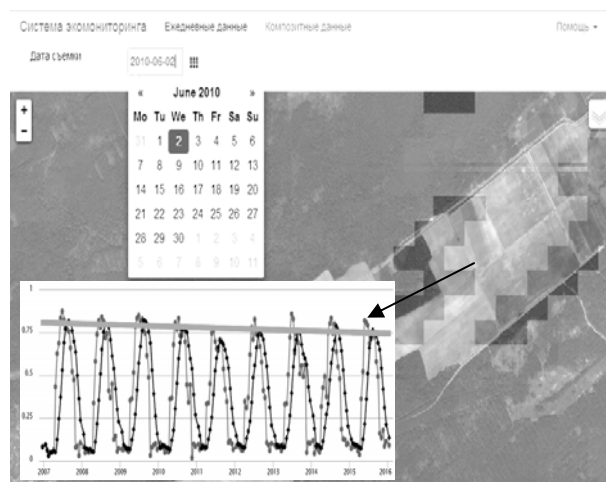 Система экомониторинга Ежедневные данные Композитные данные Помощь
Дата съемки 2010-06-02
+
-
« June 2010 »
Mo Tu We Th Fr Sa Su
31 1 2 3 4 5 6
7 8 9 10 11 12 13
14 15 16 17 18 19 20
21 22 23 24 25 26 27
28 29 30 1 2 3 4
5 6 7 8 9 10 11
1
0.75
0.5
0.25
0
2007 2008 2009 2010 2011 2012 2013 2014 2015 2016